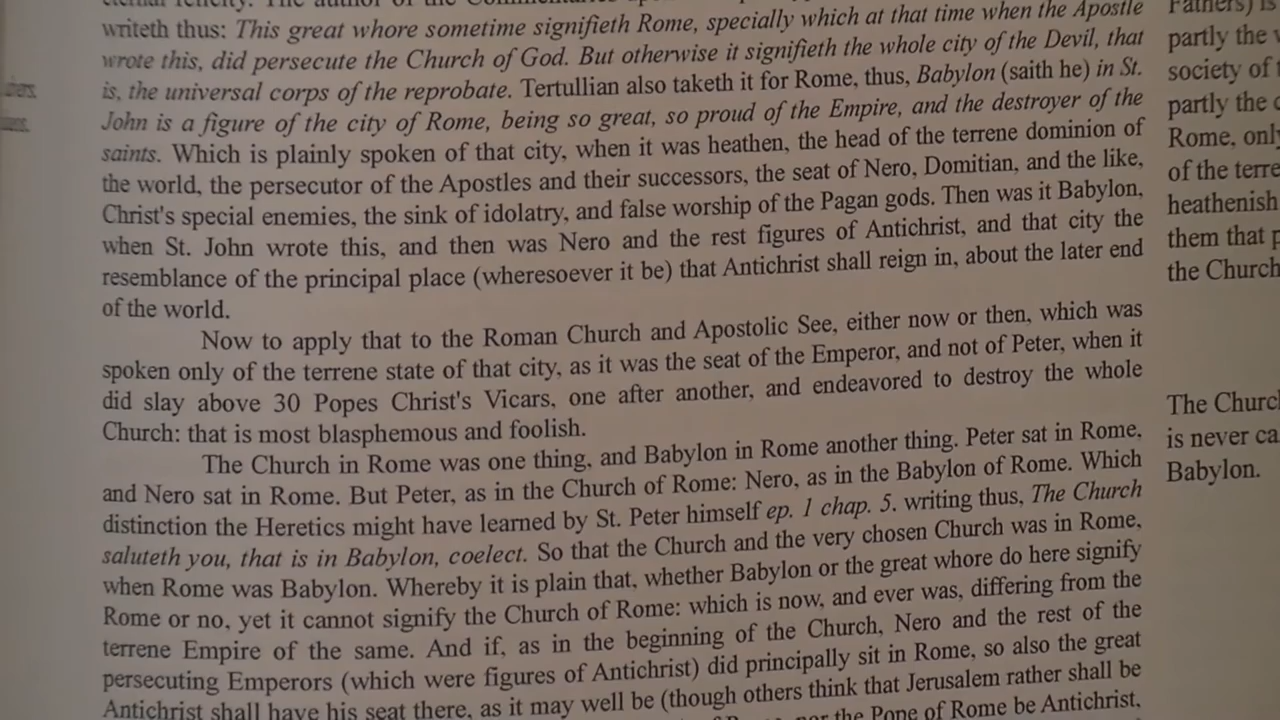 writeth thus: This great whore sometime signifieth Rome, specially which at that time when the Apostle
wrote this, did persecute the Church of God. But otherwise it signifieth the whole city of the Devil, that
is, the universal corps of the reprobate. Tertullian also taketh it for Rome, thus, Babylon (saith he) in St.
John is a figure of the city of Rome, being so great, so proud of the Empire, and the destroyer of the
saints. Which is plainly spoken of that city, when it was heathen, the head of the terrene dominion of
the world, the persecutor of the Apostles and their successors, the seat of Nero, Domitian, and the like,
Christ's special enemies, the sink of idolatry, and false worship of the Pagan gods. Then was it Babylon,
when St. John wrote this, and then was Nero and the rest figures of Antichrist, and that city the
resemblance of the principal place (wheresoever it be) that Antichrist shall reign in, about the later end
of the world.
Now to apply that to the Roman Church and Apostolic See, either now or then, which was
spoken only of the terrene state of that city, as it was the seat of the Emperor, and not of Peter, when it
did slay above 30 Popes Christ's Vicars, one after another, and endeavored to destroy the whole
Church: that is most blasphemous and foolish.
The Church in Rome was one thing, and Babylon in Rome another thing. Peter sat in Rome,
and Nero sat in Rome. But Peter, as in the Church of Rome: Nero, as in the Babylon of Rome. Which
distinction the Heretics might have learned by St. Peter himself ep. 1 chap. 5. writing thus, The Church
saluteth you, that is in Babylon, coelect. So that the Church and the very chosen Church was in Rome,
when Rome was Babylon. Whereby it is plain that, whether Babylon or the great whore do here signify
Rome or no, yet it cannot signify the Church of Rome: which is now, and ever was, differing from the
terrene Empire of the same. And if, as in the beginning of the Church, Nero and the rest of the
persecuting Emperors (which were figures of Antichrist) did principally sit in Rome, so also the great
Antichrist shall have his seat there, as it may well be (though others think that Jerusalem rather shall be
the Pope of Rome be Antichrist,
Fathers) is
partly the
society of
partly the
Rome, only
of the terre
heathenish
them that p
the Church
The Churc
is never ca
Babylon.